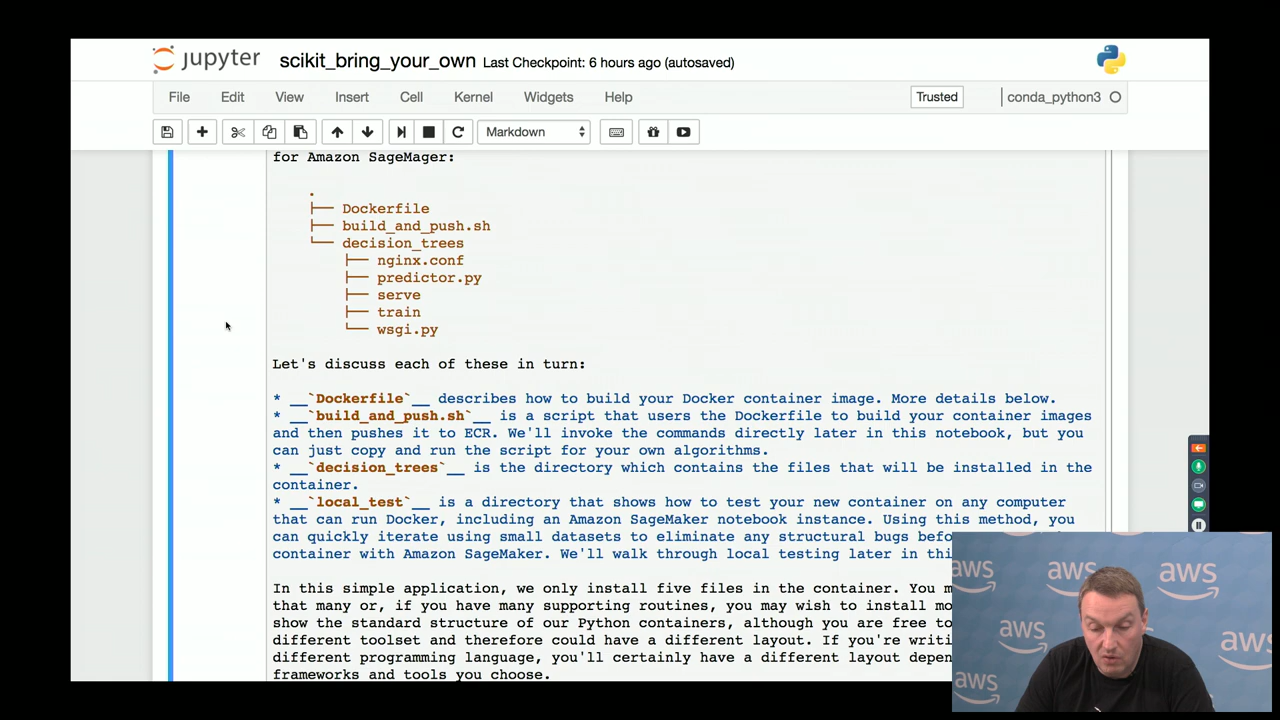 jupyter scikit_bring_your_own Last Checkpoint: 6 hours ago (autosaved)
File Edit View Insert Cell Kernel Widgets Help Trusted conda_python3
Markdown
for Amazon SageMager:
.
├── Dockerfile
├── build_and_push.sh
└── decision_trees
├── nginx.conf
├── predictor.py
├── serve
├── train
└── wsgi.py
Let's discuss each of these in turn:
* __`Dockerfile`__ describes how to build your Docker container image. More details below.
* __`build_and_push.sh`__ is a script that users the Dockerfile to build your container images
and then pushes it to ECR. We'll invoke the commands directly later in this notebook, but you
can just copy and run the script for your own algorithms.
* __`decision_trees`__ is the directory which contains the files that will be installed in the
container.
* __`local_test`__ is a directory that shows how to test your new container on any computer
that can run Docker, including an Amazon SageMaker notebook instance. Using this method, you
can quickly iterate using small datasets to eliminate any structural bugs
container with Amazon SageMaker. We'll walk through local testing later in
In this simple application, we only install five files in the container. You
that many or, if you have many supporting routines, you may wish to install
show the standard structure of our Python containers, although you are free to
different toolset and therefore could have a different layout. If you're
different programming language, you'll certainly have a different layout
frameworks and tools you choose.
aws aws aws
aws aws